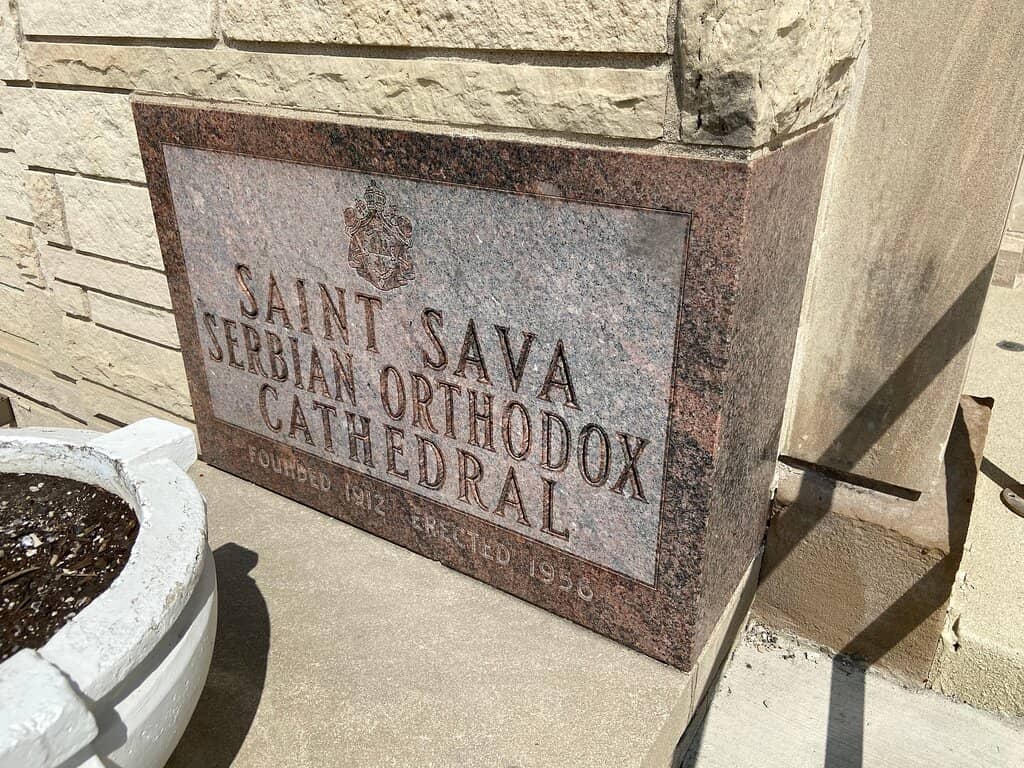 SAINT SAVA
SERBIAN ORTHODOX
CATHEDRAL
FOUNDED 1912 ERECTED 1956